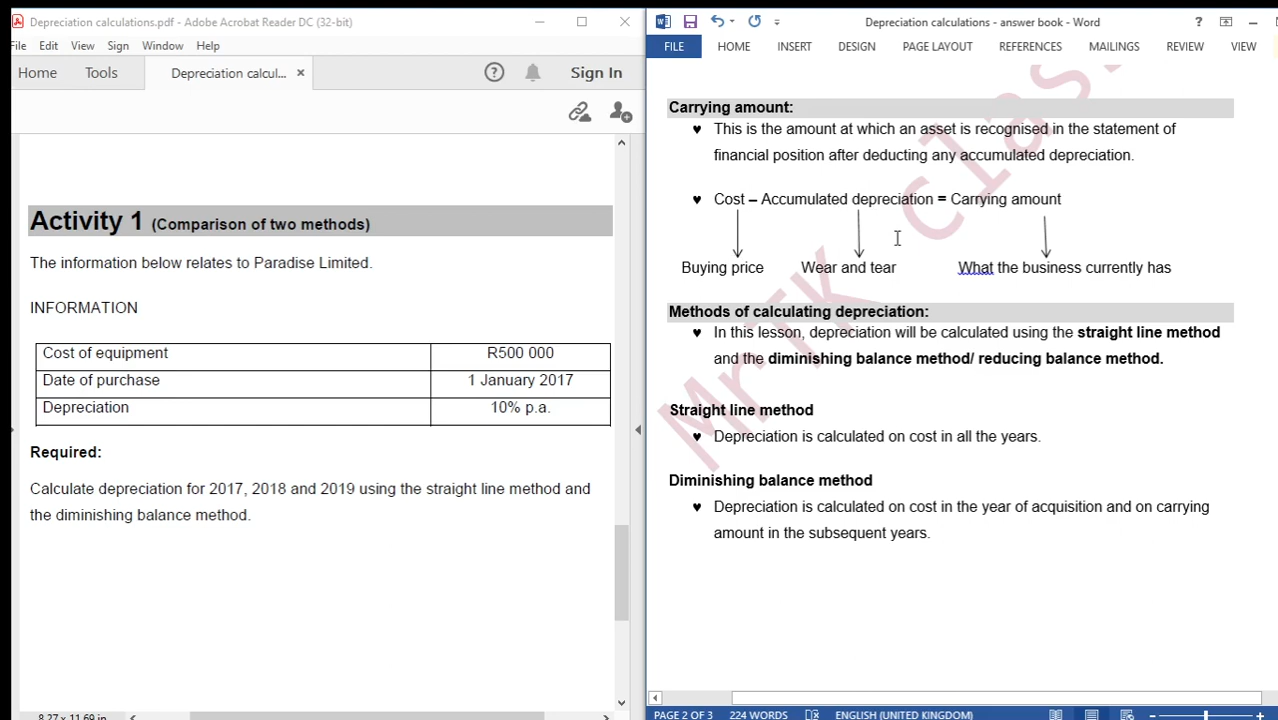 Depreciation calculations.pdf - Adobe Acrobat Reader DC (32-bit)
File Edit View Sign Window Help
Home Tools Depreciation calcul... × Sign In
Activity 1 (Comparison of two methods)
The information below relates to Paradise Limited.
INFORMATION
Cost of equipment R500 000
Date of purchase 1 January 2017
Depreciation 10% p.a.
Required:
Calculate depreciation for 2017, 2018 and 2019 using the straight line method and
the diminishing balance method.
8.27 x 11.69 in
Depreciation calculations - answer book - Word
FILE HOME INSERT DESIGN PAGE LAYOUT REFERENCES MAILINGS REVIEW VIEW
Carrying amount:
♥ This is the amount at which an asset is recognised in the statement of
financial position after deducting any accumulated depreciation.
♥ Cost – Accumulated depreciation = Carrying amount
Buying price Wear and tear What the business currently has
Methods of calculating depreciation:
♥ In this lesson, depreciation will be calculated using the straight line method
and the diminishing balance method/ reducing balance method.
Straight line method
♥ Depreciation is calculated on cost in all the years.
Diminishing balance method
♥ Depreciation is calculated on cost in the year of acquisition and on carrying
amount in the subsequent years.
Mr TK clas
PAGE 2 OF 3 224 WORDS ENGLISH (UNITED KINGDOM)